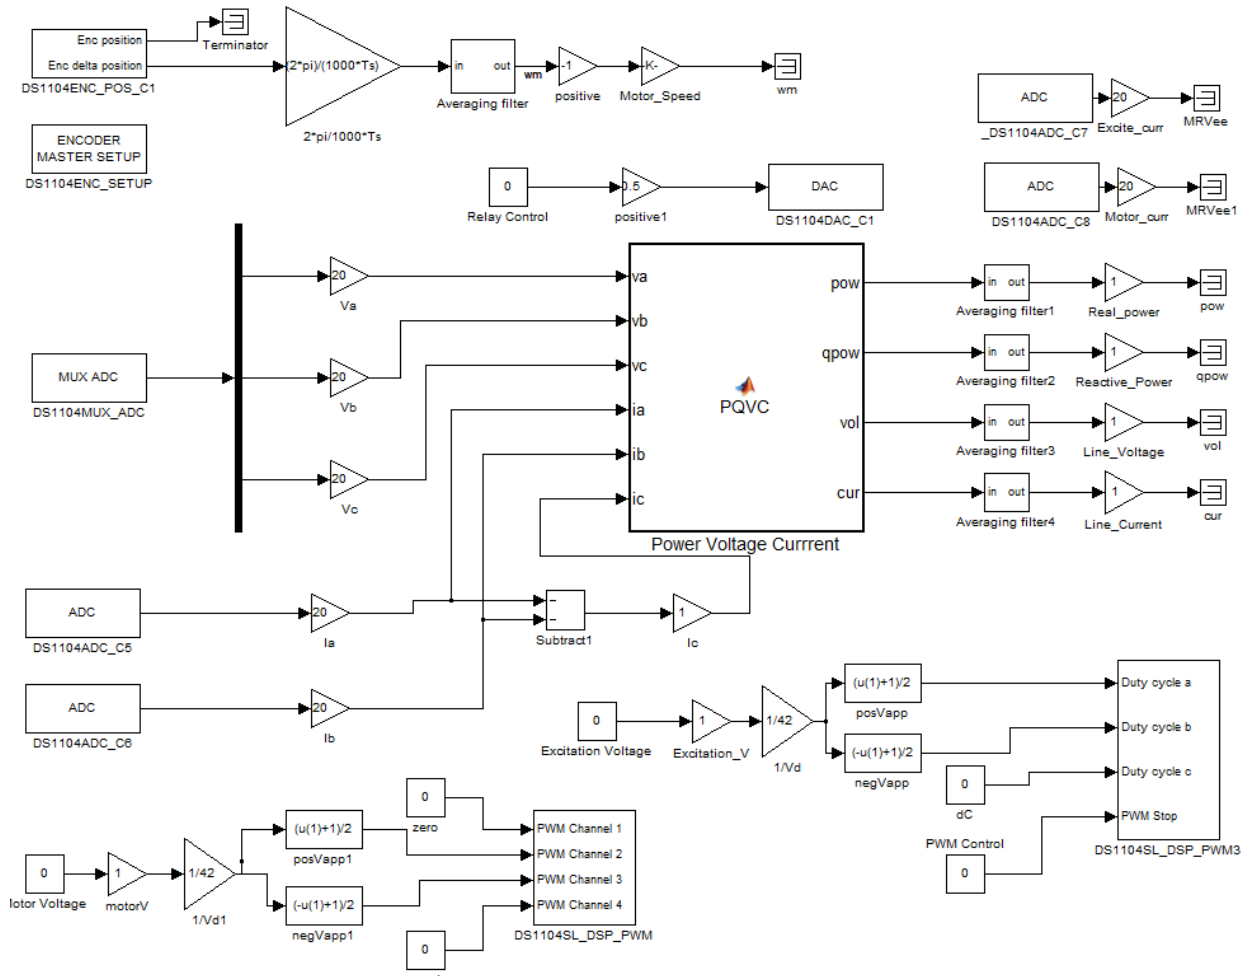 Enc position
Enc delta position
DS1104ENC_POS_C1
Terminator
(2*pi)/(1000*Ts)
2*pi/1000*Ts
in out
Averaging filter
wm
-1
positive
-K-
Motor_Speed
wm
ADC
_DS1104ADC_C7
20
Excite_curr
MRVee
ENCODER
MASTER SETUP
DS1104ENC_SETUP
0
Relay Control
0.5
positive1
DAC
DS1104DAC_C1
ADC
DS1104ADC_C8
20
Motor_curr
MRVee1
MUX ADC
DS1104MUX_ADC
20
Va
20
Vb
20
Vc
va
vb
vc
ia
ib
ic
PQVC
pow
qpow
vol
cur
Power Voltage Currrent
in out
Averaging filter1
1
Real_power
pow
in out
Averaging filter2
1
Reactive_Power
qpow
in out
Averaging filter3
1
Line_Voltage
vol
in out
Averaging filter4
1
Line_Current
cur
ADC
DS1104ADC_C5
20
Ia
Subtract1
1
Ic
ADC
DS1104ADC_C6
20
Ib
0
Excitation Voltage
1
Excitation_V
1/42
1/Vd
(u(1)+1)/2
posVapp
(-u(1)+1)/2
negVapp
0
dC
PWM Control
0
Duty cycle a
Duty cycle b
Duty cycle c
PWM Stop
DS1104SL_DSP_PWM3
0
lotor Voltage
1
motorV
1/42
1/Vd1
(u(1)+1)/2
posVapp1
(-u(1)+1)/2
negVapp1
0
zero
0
PWM Channel 1
PWM Channel 2
PWM Channel 3
PWM Channel 4
DS1104SL_DSP_PWM